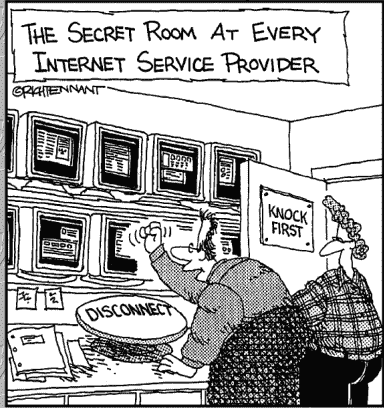 THE SECRET ROOM AT EVERY
INTERNET SERVICE PROVIDER
©RICHTENNANT
KNOCK
FIRST
DISCONNECT